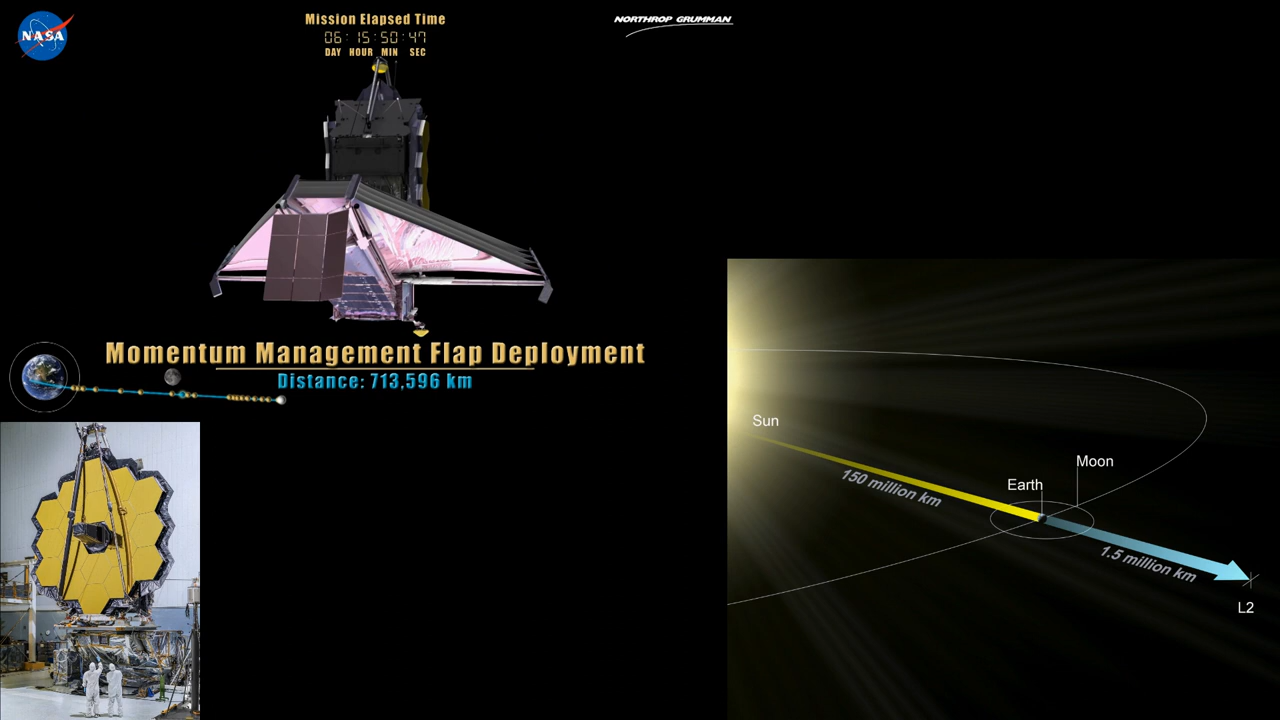 NASA
Mission Elapsed Time
06:15:50:47
DAY HOUR MIN SEC
NORTHROP GRUMMAN
Momentum Management Flap Deployment
Distance: 713,596 km
Sun
150 million km
Earth
Moon
1.5 million km
L2